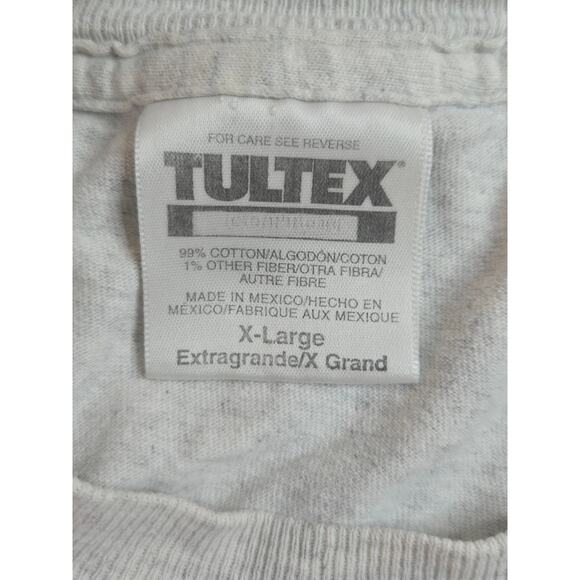 FOR CARE SEE REVERSE
TULTEX®
99% COTTON/ALGODÓN/COTON
1% OTHER FIBER/OTRA FIBRA/
AUTRE FIBRE
MADE IN MEXICO/HECHO EN
MÉXICO/FABRIQUE AUX MEXIQUE
X-Large
Extragrande/X Grand